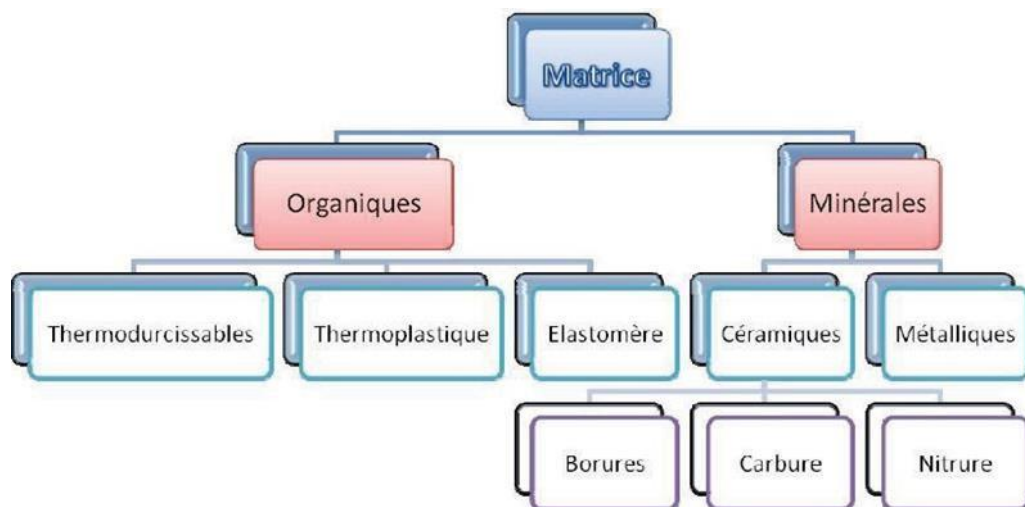 Matrice
Organiques
Minérales
Thermodurcissables
Thermoplastique
Elastomère
Céramiques
Métalliques
Borures
Carbure
Nitrure